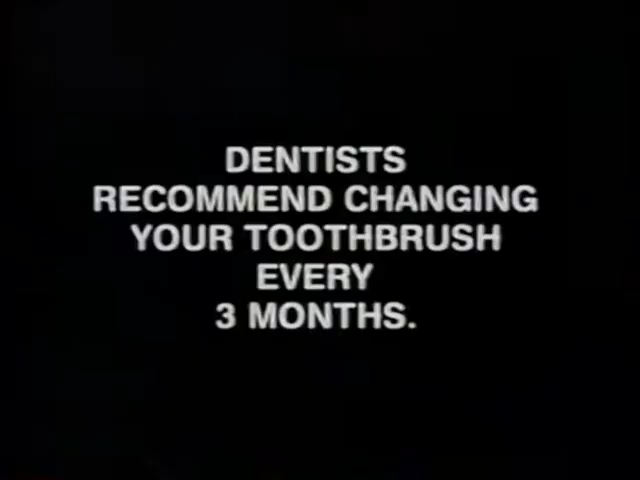 DENTISTS
RECOMMEND CHANGING
YOUR TOOTHBRUSH
EVERY
3 MONTHS.